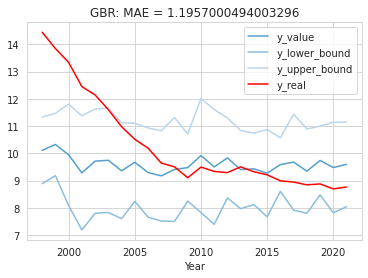 GBR: MAE = 1.1957000494003296
y_value
y_lower_bound
y_upper_bound
y_real
14
13
12
11
10
9
8
7
2000
2005
2010
2015
2020
Year